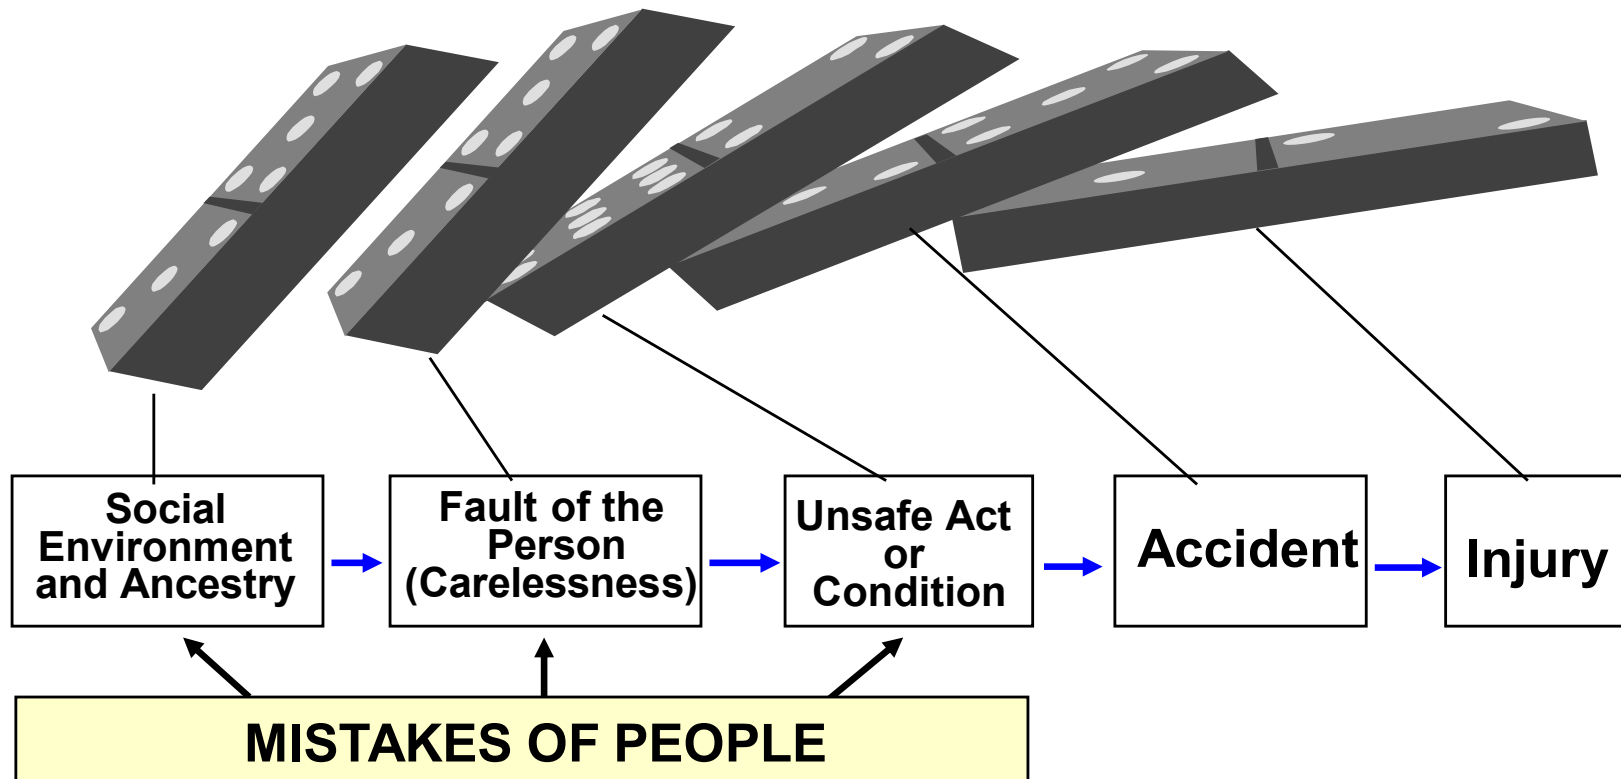 Social
Environment
and Ancestry
Fault of the
Person
(Carelessness)
Unsafe Act
or
Condition
Accident
Injury
MISTAKES OF PEOPLE